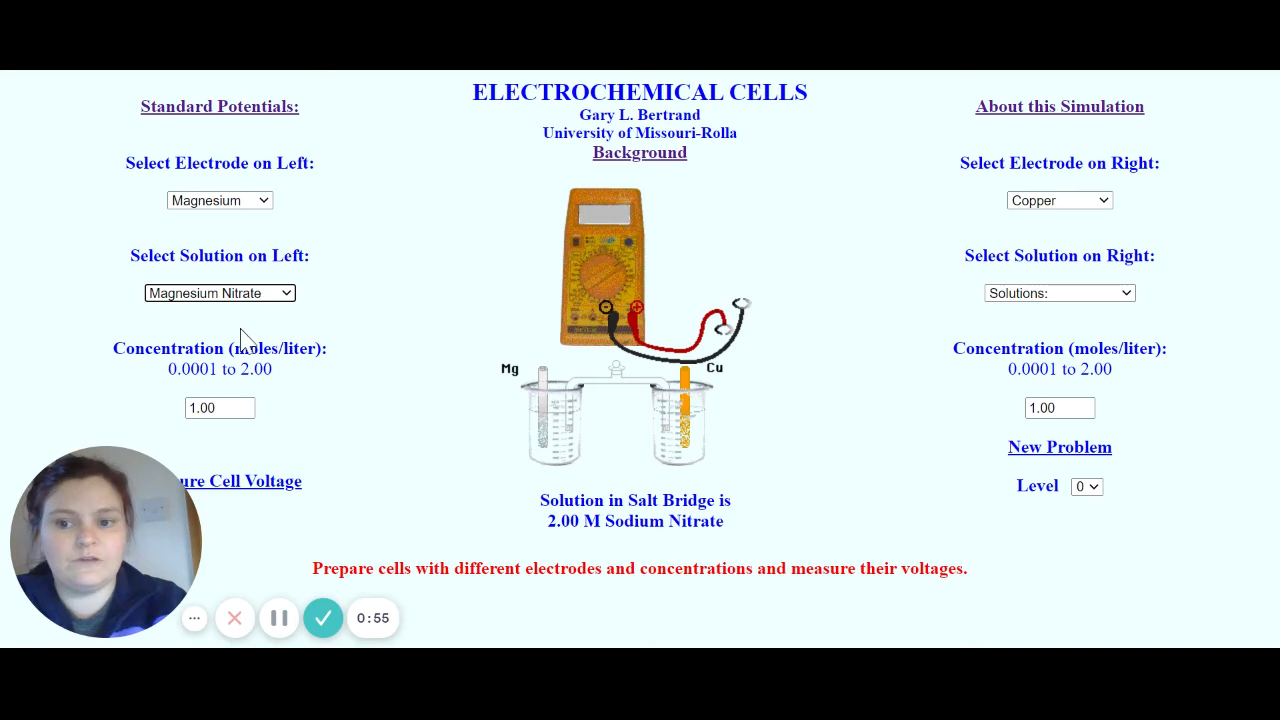 ELECTROCHEMICAL CELLS
Gary L. Bertrand
University of Missouri-Rolla
Background
Standard Potentials:
Select Electrode on Left:
Magnesium
Select Solution on Left:
Magnesium Nitrate
Concentration (moles/liter):
0.0001 to 2.00
1.00
Cell Voltage
About this Simulation
Select Electrode on Right:
Copper
Select Solution on Right:
Solutions:
Concentration (moles/liter):
0.0001 to 2.00
1.00
New Problem
Level 0
Mg
Cu
Solution in Salt Bridge is
2.00 M Sodium Nitrate
Prepare cells with different electrodes and concentrations and measure their voltages.
0:55